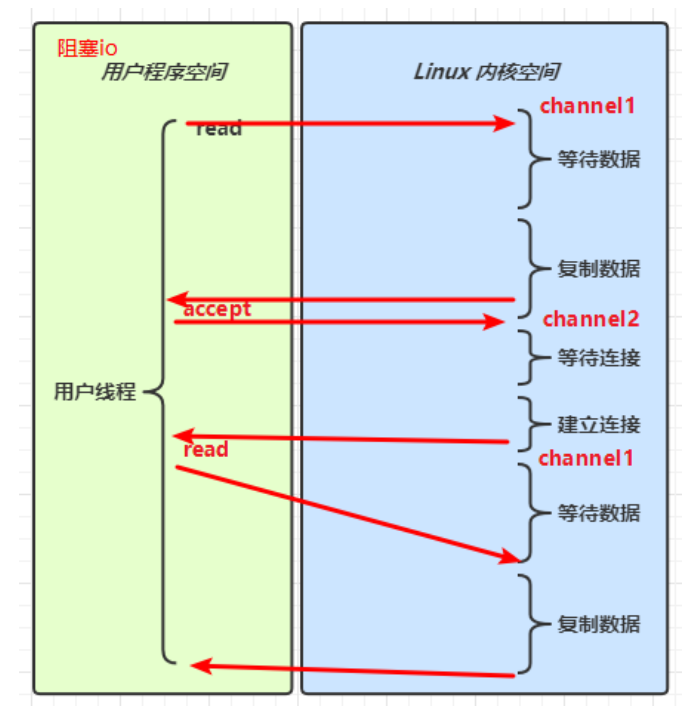 阻塞io
用户程序空间
Linux 内核空间
channel1
read
等待数据
复制数据
accept
channel2
等待连接
用户线程
建立连接
read
channel1
等待数据
复制数据